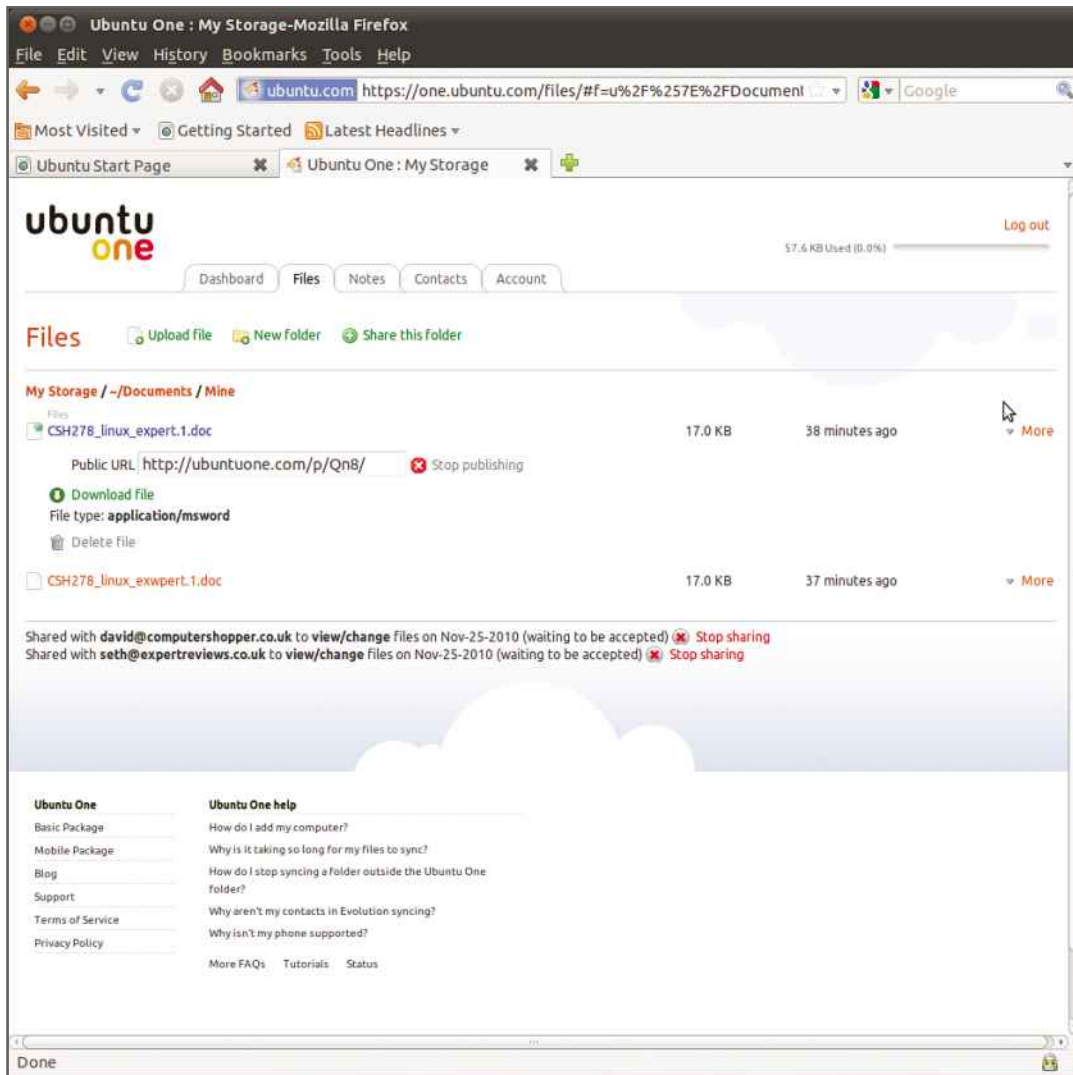 Ubuntu One : My Storage-Mozilla Firefox
File Edit View History Bookmarks Tools Help
ubuntu.com https://one.ubuntu.com/files/#f=u%2F%257E%2FDocument Google
Most Visited Getting Started Latest Headlines
Ubuntu Start Page Ubuntu One : My Storage
ubuntu
one
Log out
57.6 KB Used (0.0%)
Dashboard Files Notes Contacts Account
Files Upload file New folder Share this folder
My Storage / ~/Documents / Mine
Files
CSH278_linux_expert.1.doc 17.0 KB 38 minutes ago More
Public URL http://ubuntuone.com/p/Qn8/ Stop publishing
Download file
File type: application/msword
Delete file
CSH278_linux_exwpert.1.doc 17.0 KB 37 minutes ago More
Shared with david@computershopper.co.uk to view/change files on Nov-25-2010 (waiting to be accepted) Stop sharing
Shared with seth@expertreviews.co.uk to view/change files on Nov-25-2010 (waiting to be accepted) Stop sharing
Ubuntu One
Basic Package
Mobile Package
Blog
Support
Terms of Service
Privacy Policy
Ubuntu One help
How do I add my computer?
Why is it taking so long for my files to sync?
How do I stop syncing a folder outside the Ubuntu One
folder?
Why aren't my contacts in Evolution syncing?
Why isn't my phone supported?
More FAQs Tutorials Status
Done